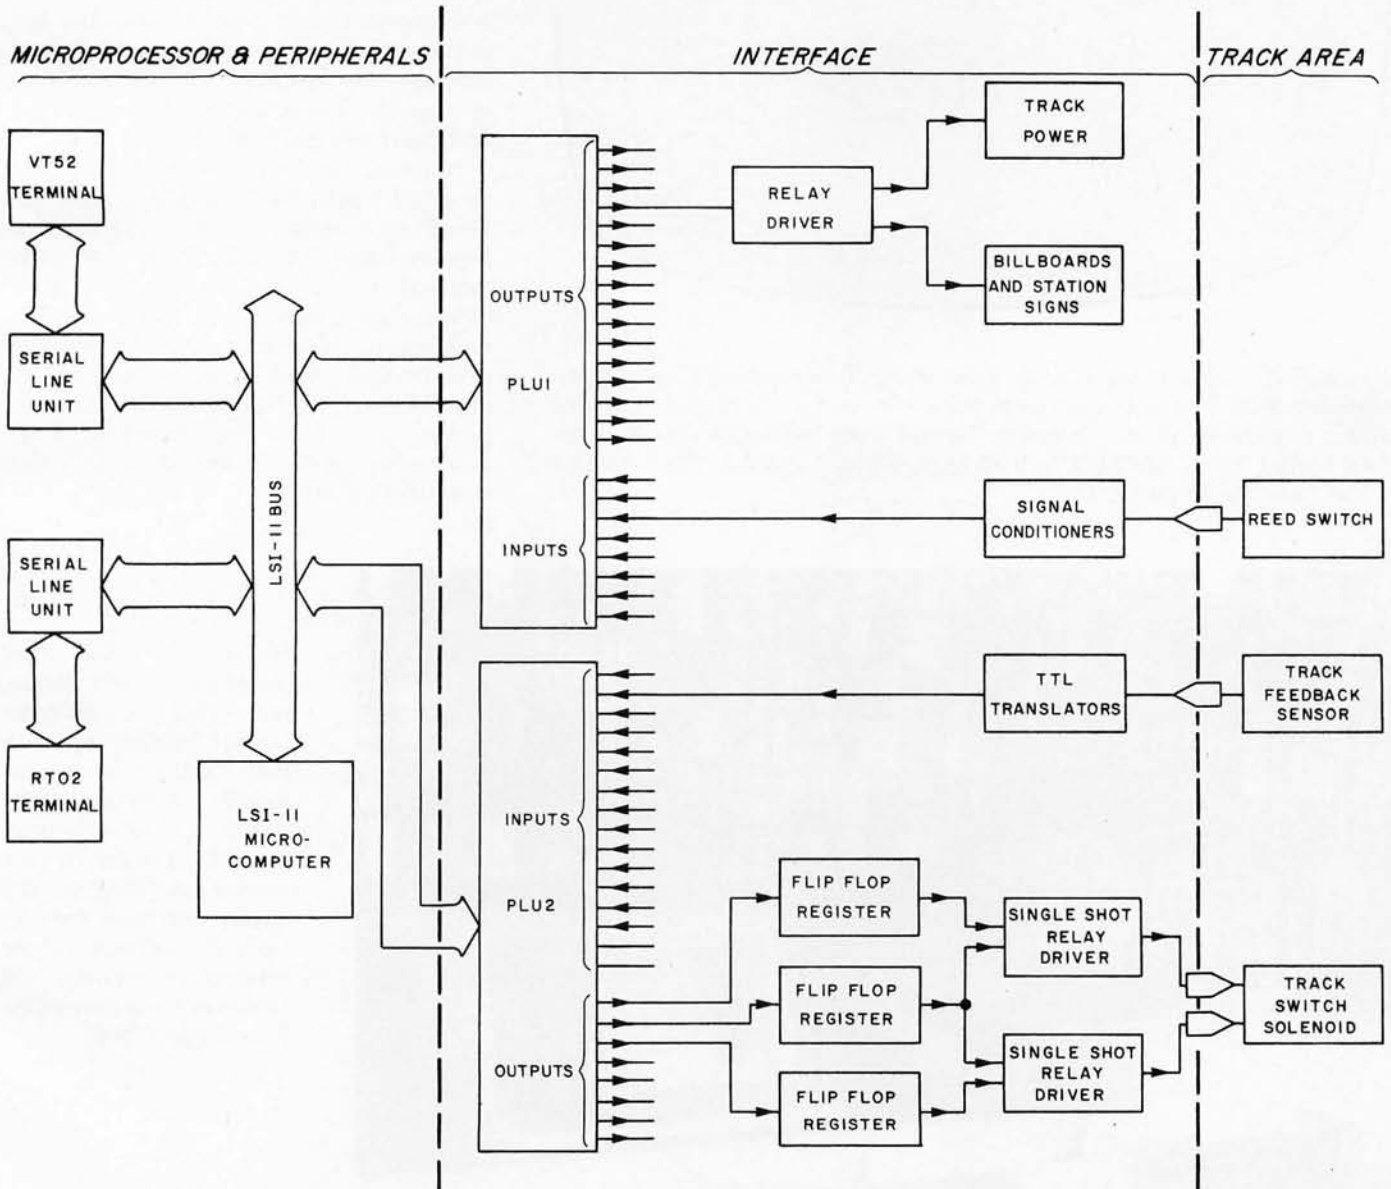 MICROPROCESSOR & PERIPHERALS
INTERFACE
TRACK AREA
VT52
TERMINAL
SERIAL
LINE
UNIT
SERIAL
LINE
UNIT
RT02
TERMINAL
LSI-11 BUS
LSI-11
MICRO-
COMPUTER
OUTPUTS
PLU1
INPUTS
INPUTS
PLU2
OUTPUTS
RELAY
DRIVER
TRACK
POWER
BILLBOARDS
AND STATION
SIGNS
SIGNAL
CONDITIONERS
REED SWITCH
TTL
TRANSLATORS
TRACK
FEEDBACK
SENSOR
FLIP FLOP
REGISTER
FLIP FLOP
REGISTER
FLIP FLOP
REGISTER
SINGLE SHOT
RELAY
DRIVER
SINGLE SHOT
RELAY
DRIVER
TRACK
SWITCH
SOLENOID